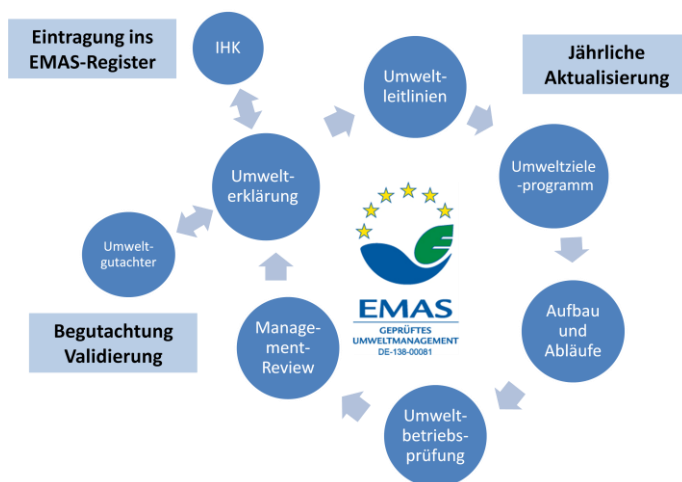 Eintragung ins
EMAS-Register
IHK
Umwelt-
leitlinien
Jährliche
Aktualisierung
Umwelt-
erklärung
Umweltziele
-programm
Umwelt-
gutachter
EMAS
GEPRÜFTES
UMWELTMANAGEMENT
DE-138-00081
Aufbau
und
Abläufe
Begutachtung
Validierung
Manage-
ment-
Review
Umwelt-
betriebs-
prüfung